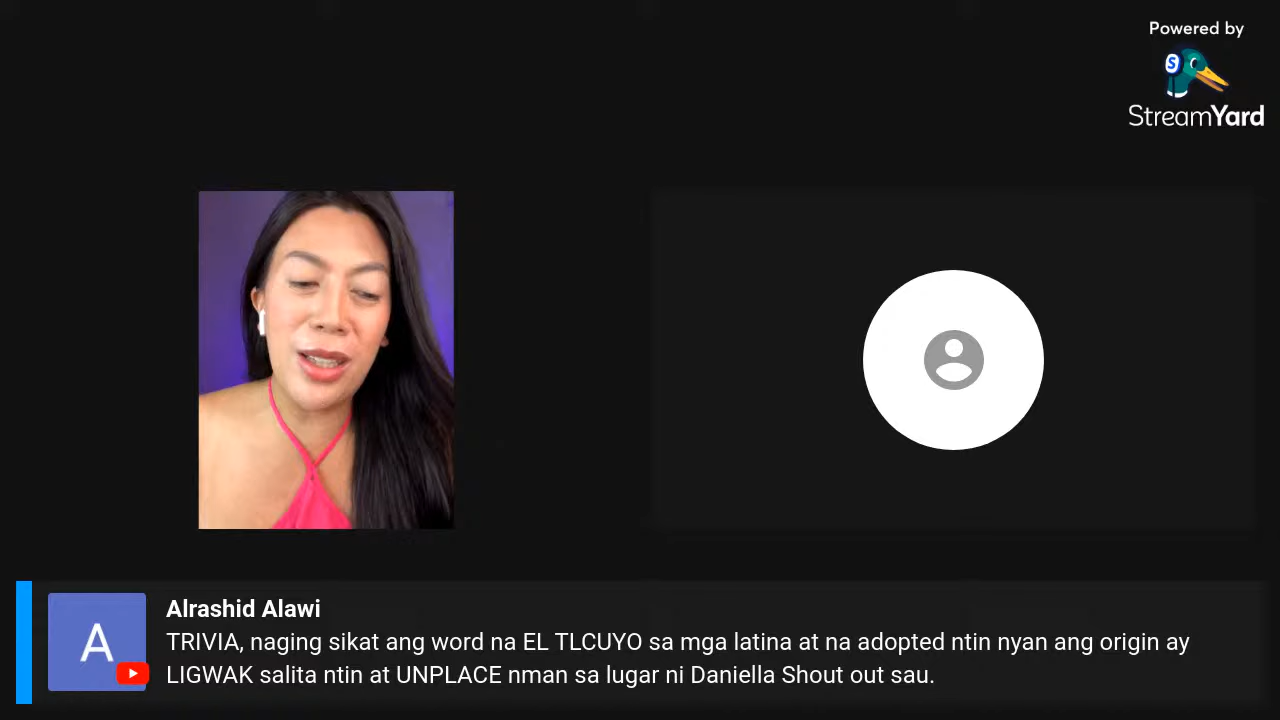 Powered by
S
StreamYard
Alrashid Alawi
A
TRIVIA, naging sikat ang word na EL TLCUYO sa mga latina at na adopted ntin nyan ang origin ay
LIGWAK salita ntin at UNPLACE nman sa lugar ni Daniella Shout out sau.